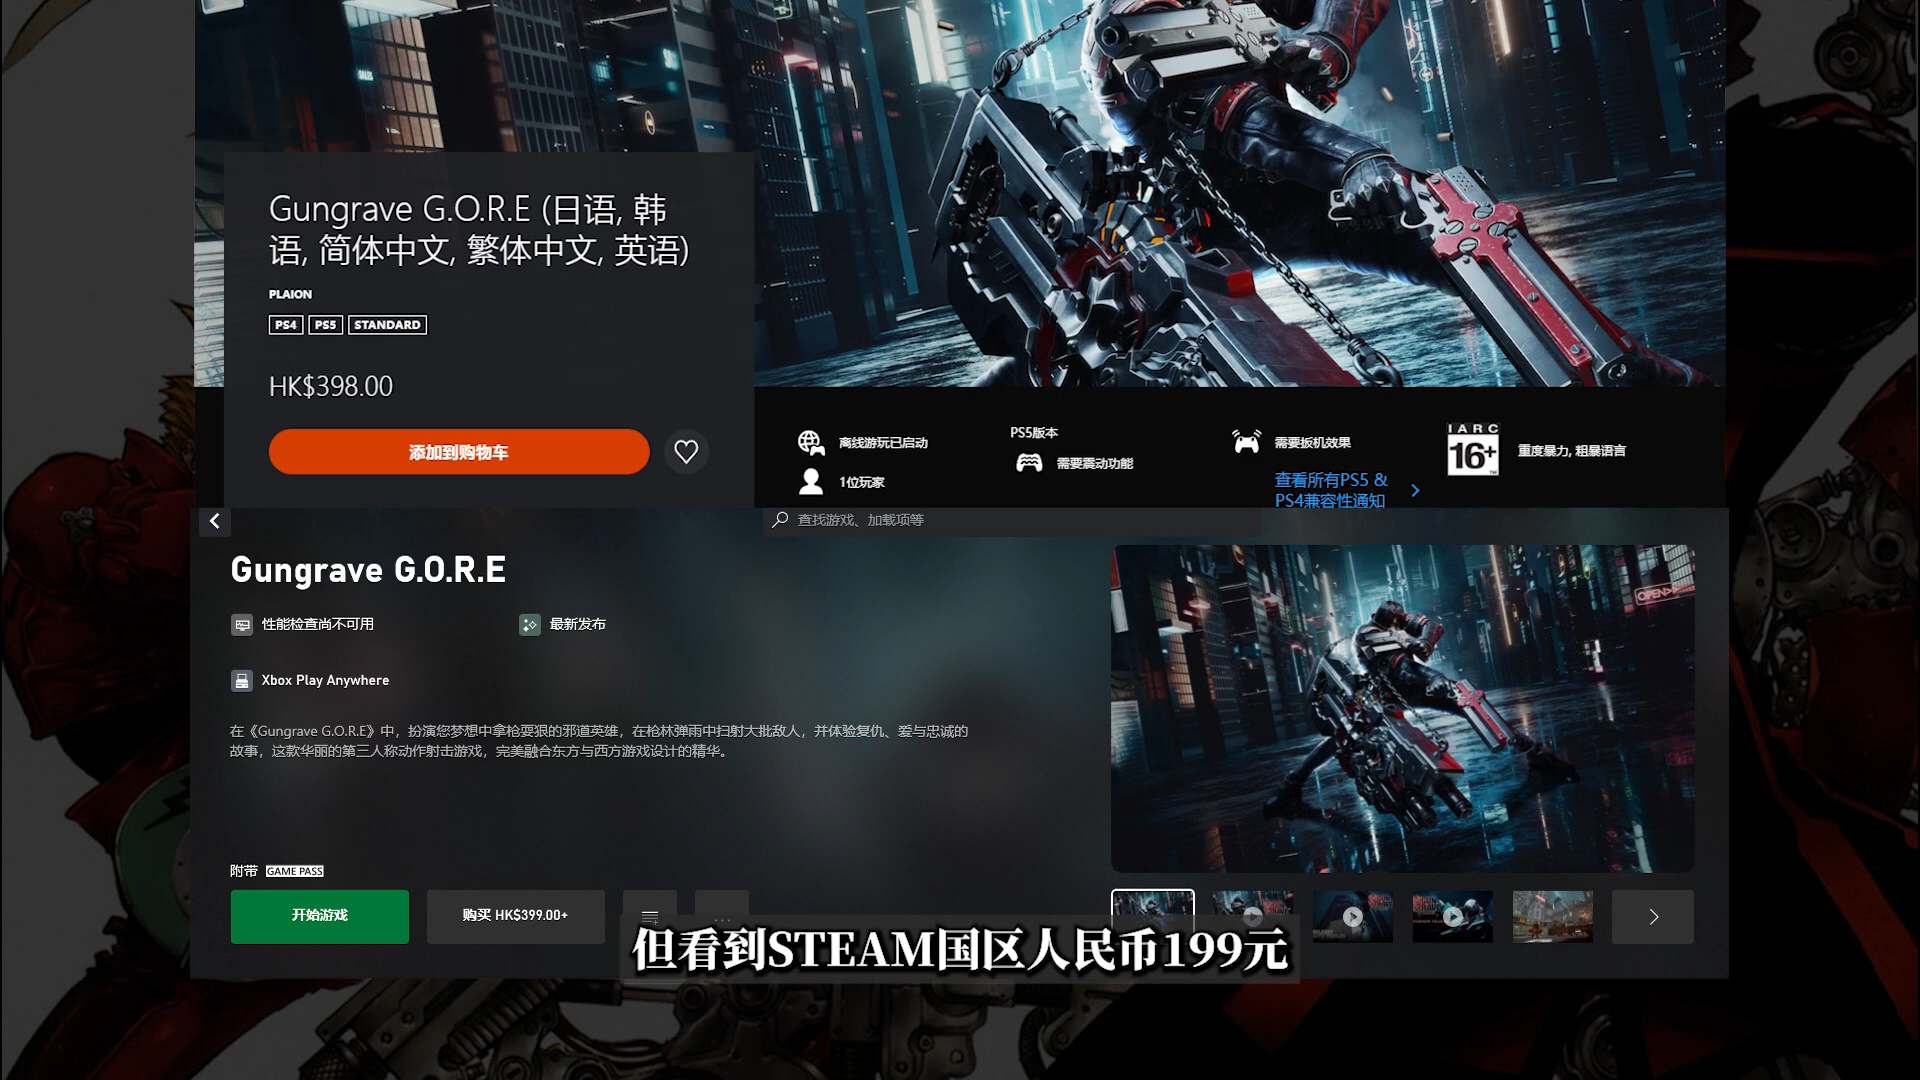 Gungrave G.O.R.E (日语, 韩
语, 简体中文, 繁体中文, 英语)
PLAION
PS4 PS5 STANDARD
HK$398.00
添加到购物车
离线游玩已启动
1位玩家
PS5版本
需要震动功能
需要扳机效果
查看所有PS5 &
PS4兼容性通知
IARC
16+
重度暴力, 粗暴语言
查找游戏、加载项等
Gungrave G.O.R.E
性能检查尚不可用
最新发布
Xbox Play Anywhere
在《Gungrave G.O.R.E》中，扮演您梦想中拿枪耍狠的邪道英雄，在枪林弹雨中扫射大批敌人，并体验复仇、爱与忠诚的
故事，这款华丽的第三人称动作射击游戏，完美融合东方与西方游戏设计的精华。
OPEN
附带 GAME PASS
开始游戏
购买 HK$399.00+
但看到STEAM国区人民币199元